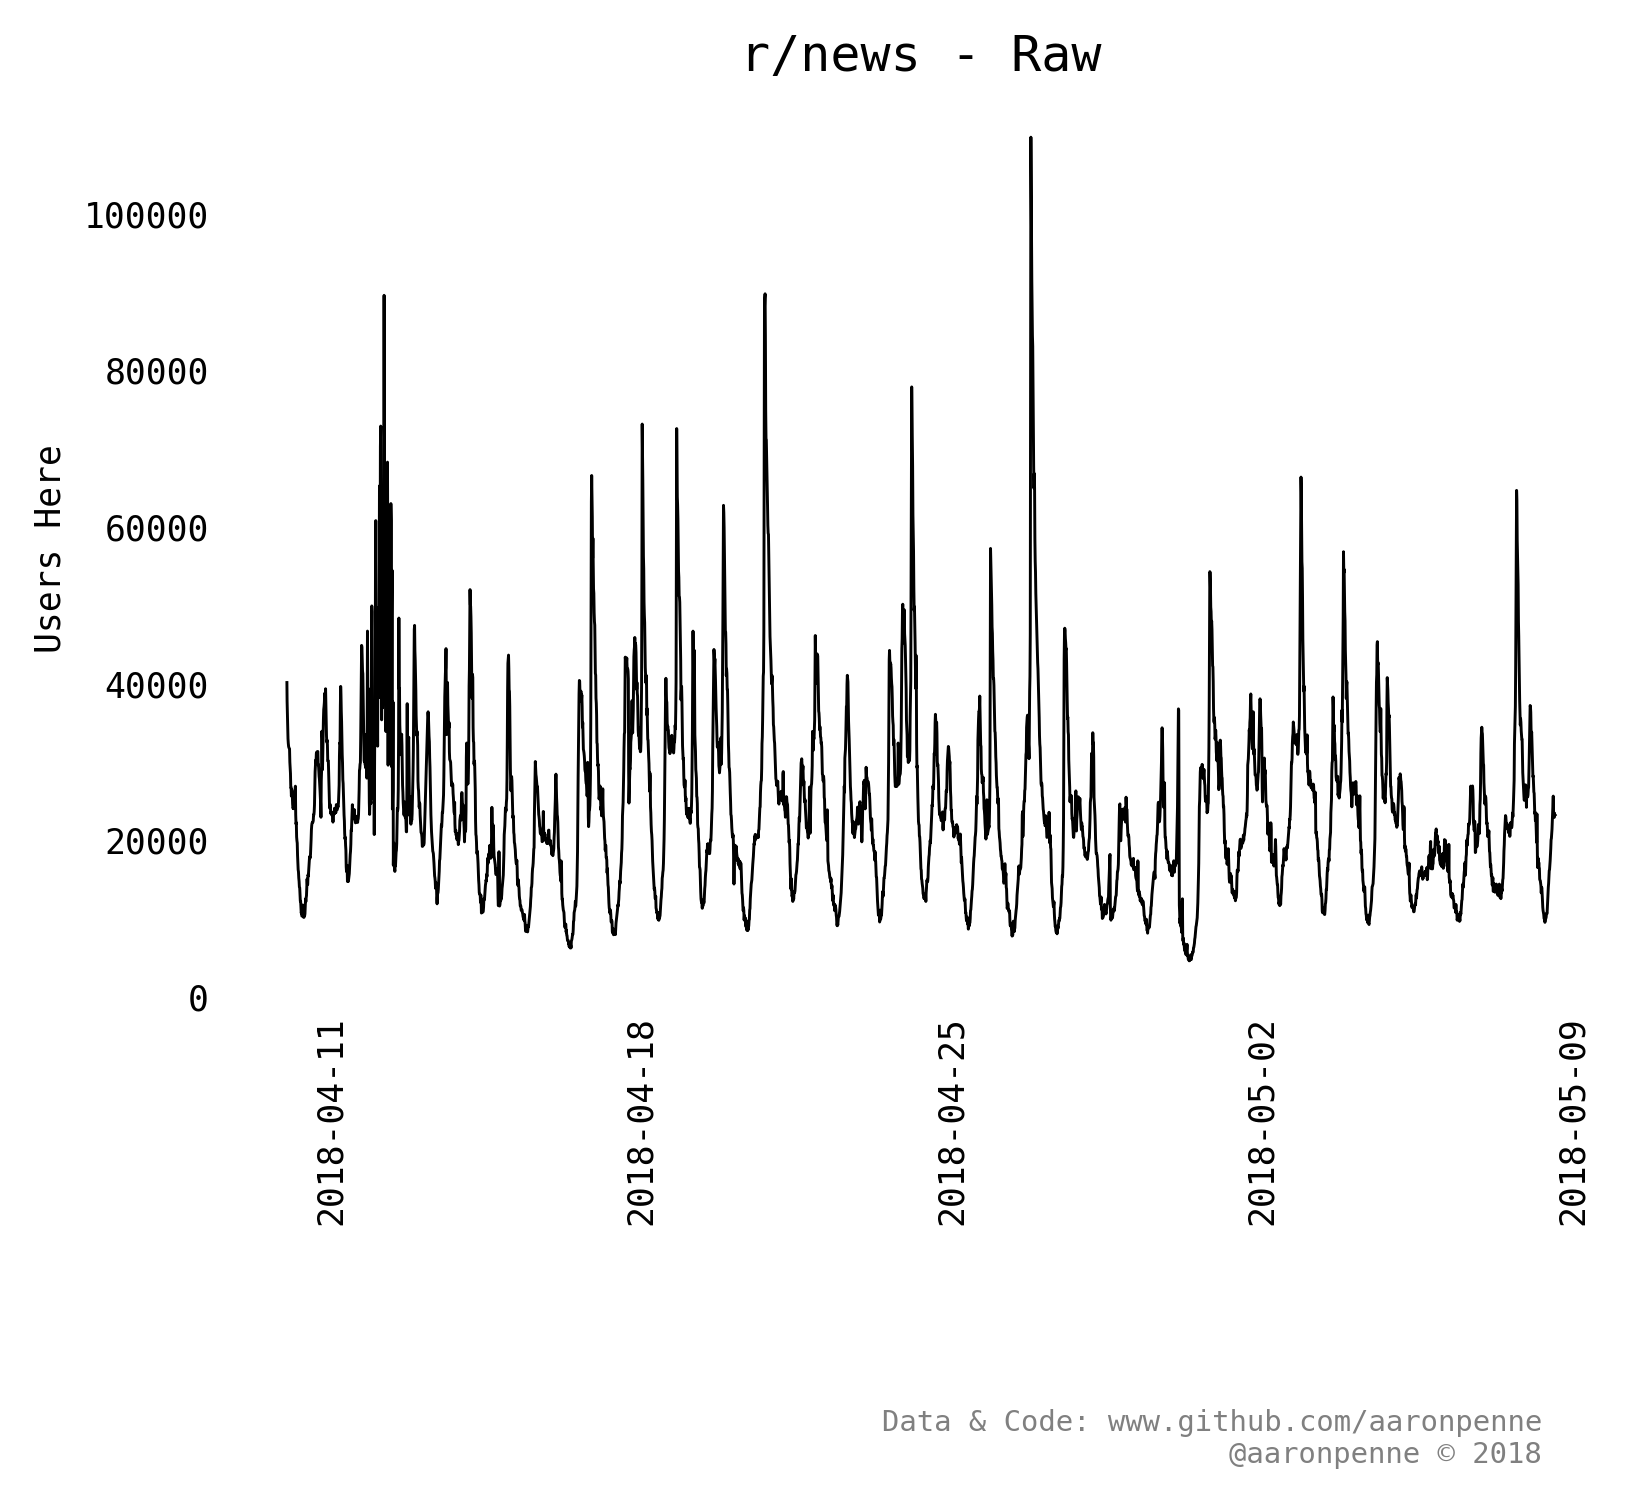 r/news - Raw
Users Here
100000
80000
60000
40000
20000
0
2018-04-11
2018-04-18
2018-04-25
2018-05-02
2018-05-09
Data & Code: www.github.com/aaronpenne
@aaronpenne © 2018